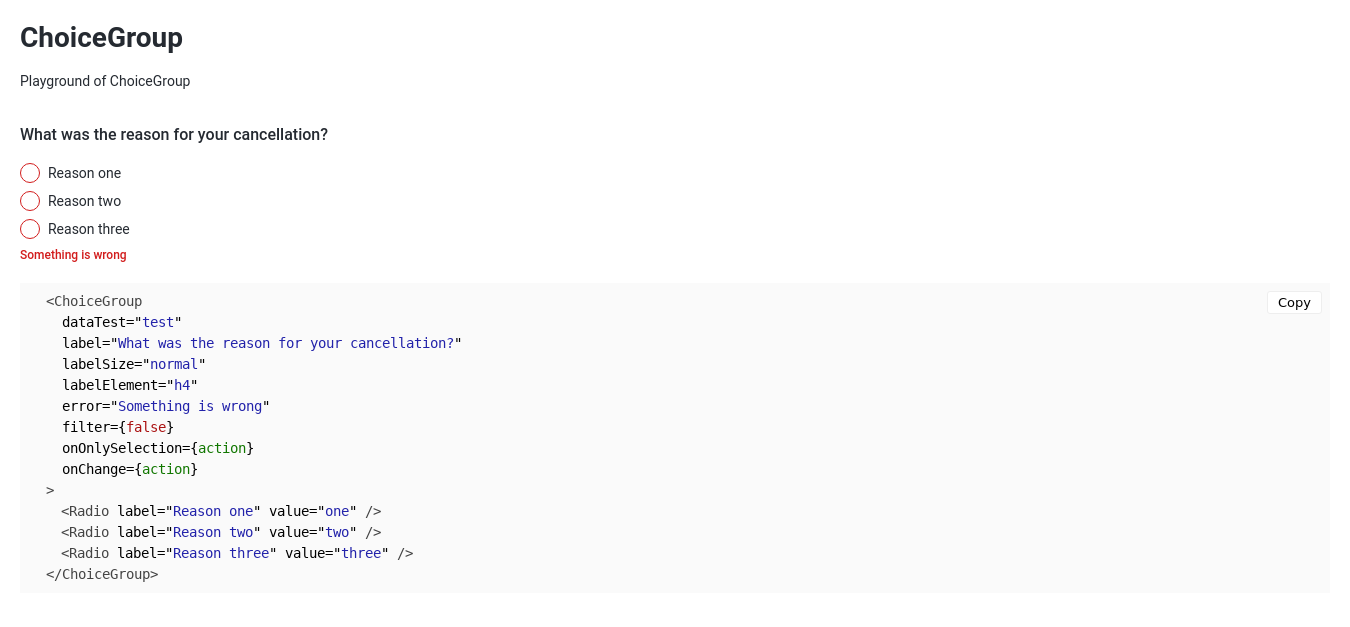 ChoiceGroup
Playground of ChoiceGroup
What was the reason for your cancellation?
Reason one
Reason two
Reason three
Something is wrong
Copy
<ChoiceGroup
  dataTest="test"
  label="What was the reason for your cancellation?"
  labelSize="normal"
  labelElement="h4"
  error="Something is wrong"
  filter={false}
  onOnlySelection={action}
  onChange={action}
>
  <Radio label="Reason one" value="one" />
  <Radio label="Reason two" value="two" />
  <Radio label="Reason three" value="three" />
</ChoiceGroup>